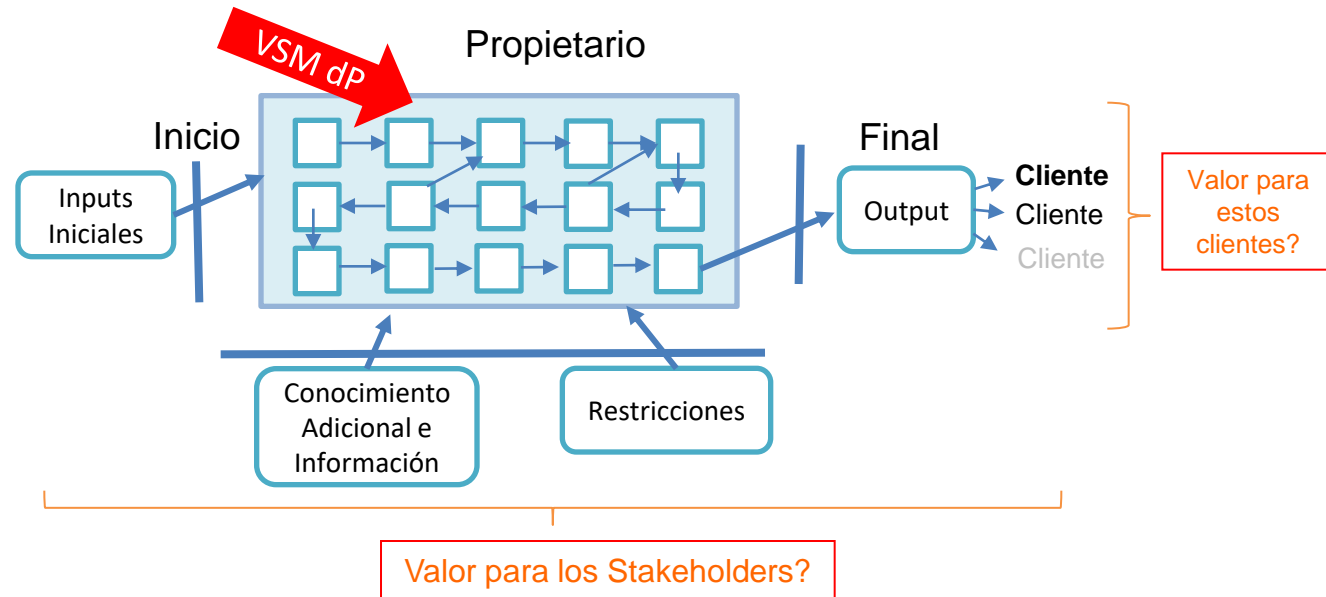 VSM dP
Propietario
Inicio
Final
Inputs
Iniciales
Output
Cliente
Cliente
Cliente
Valor para
estos
clientes?
Conocimiento
Adicional e
Información
Restricciones
Valor para los Stakeholders?